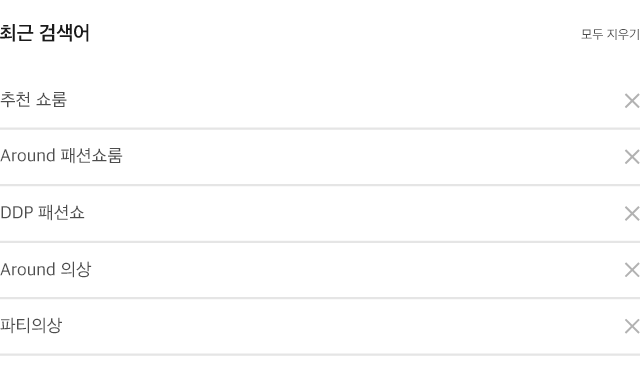 최근 검색어 모두 지우기
추천 쇼룸
Around 패션쇼룸
DDP 패션쇼
Around 의상
파티의상